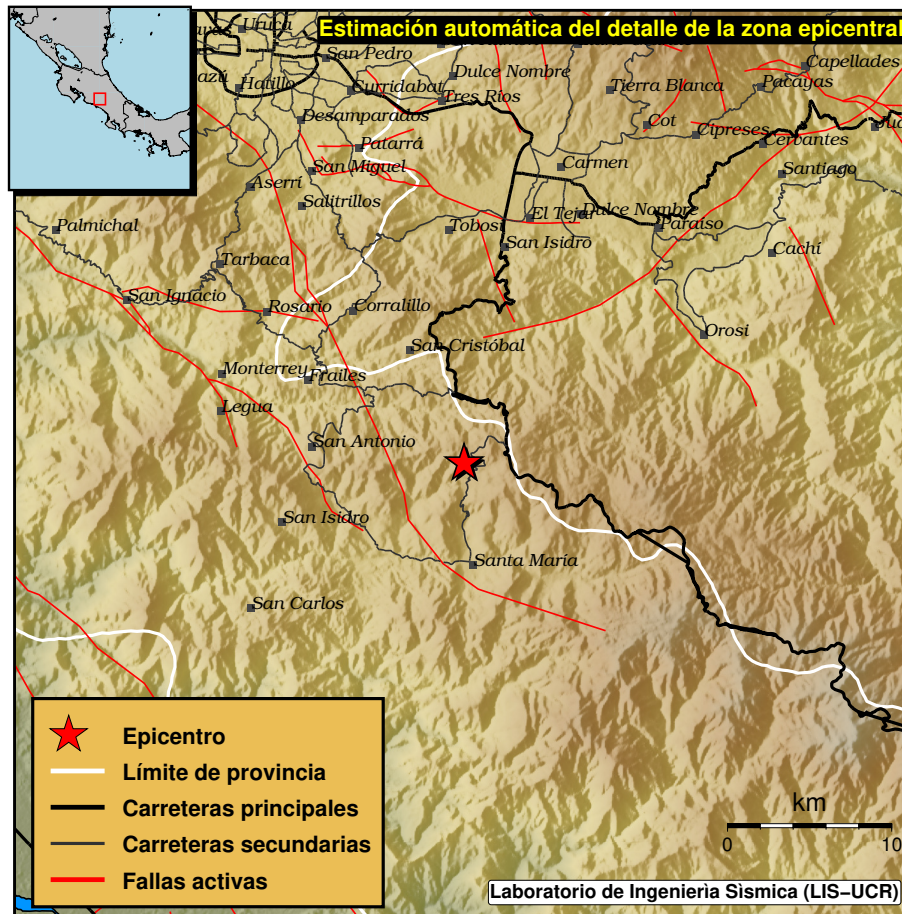 Estimación automática del detalle de la zona epicentral
Uruca
San Pedro
Dulce Nombre
Capellades
Hatillo
Curridabat
Tres Ríos
Tierra Blanca
Pacayas
Desamparados
Cot
Cipreses
Cervantes
Patarrá
San Miguel
Carmen
Santiago
Aserrí
Salitrillos
Palmichal
Tobosi
El Tejar
Dulce Nombre
Paraíso
San Isidro
Cachí
Tarbaca
San Ignacio
Rosario
Corralillo
Orosi
San Cristóbal
Monterrey
Frailes
Legua
San Antonio
San Isidro
Santa María
San Carlos
Epicentro
Límite de provincia
Carreteras principales
Carreteras secundarias
Fallas activas
km
0
10
Laboratorio de Ingenierìa Sìsmica (LIS–UCR)